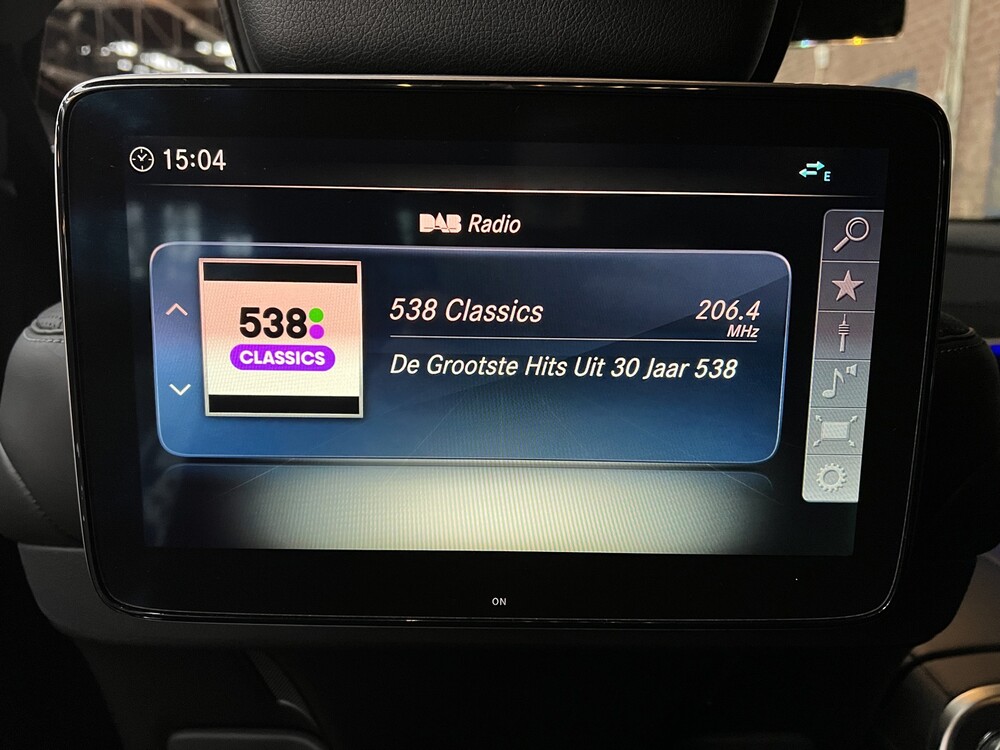 15:04
E
DAB Radio
538
CLASSICS
538 Classics
206.4
MHz
De Grootste Hits Uit 30 Jaar 538
ON